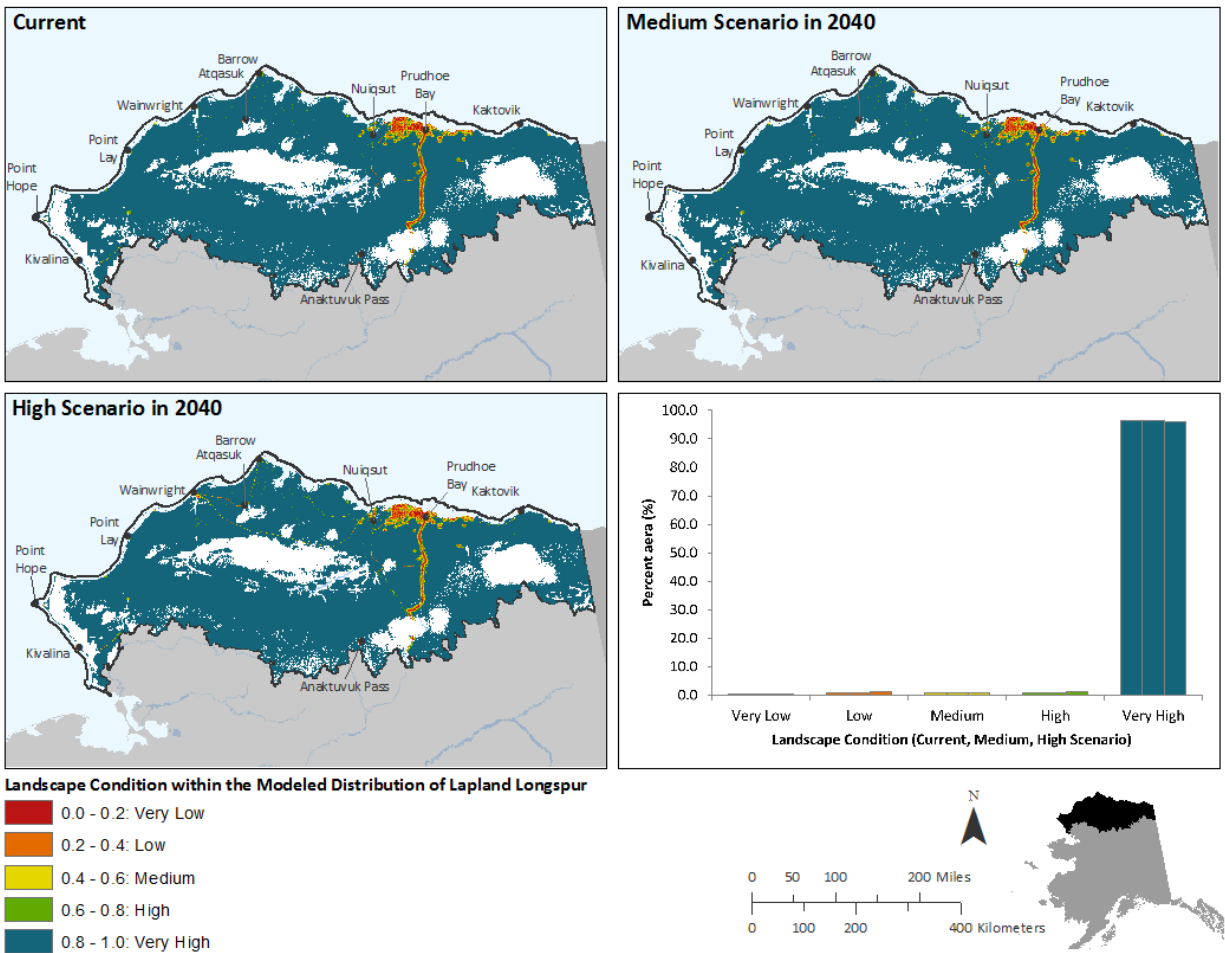 Current
Barrow
Atqasuk
Wainwright
Nuiqsut
Prudhoe
Bay
Kaktovik
Point
Lay
Point
Hope
Kivalina
Anaktuvuk Pass
Medium Scenario in 2040
Barrow
Atqasuk
Wainwright
Nuiqsut
Prudhoe
Bay
Kaktovik
Point
Lay
Point
Hope
Kivalina
Anaktuvuk Pass
High Scenario in 2040
Barrow
Atqasuk
Wainwright
Nuiqsut
Prudhoe
Bay
Kaktovik
Point
Lay
Point
Hope
Kivalina
Anaktuvuk Pass
100.0
90.0
80.0
70.0
60.0
50.0
40.0
30.0
20.0
10.0
0.0
Percent aera (%)
Very Low Low Medium High Very High
Landscape Condition (Current, Medium, High Scenario)
Landscape Condition within the Modeled Distribution of Lapland Longspur
0.0 - 0.2: Very Low
0.2 - 0.4: Low
0.4 - 0.6: Medium
0.6 - 0.8: High
0.8 - 1.0: Very High
N
0 50 100 200 Miles
0 100 200 400 Kilometers